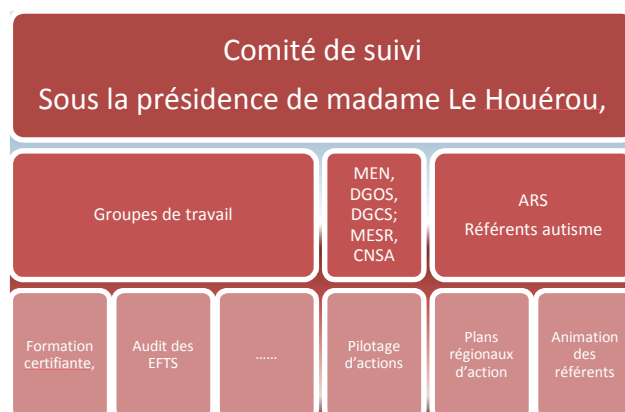 Comité de suivi
Sous la présidence de madame Le Houérou,
Groupes de travail
MEN,
DGOS,
DGCS;
MESR,
CNSA
ARS
Référents autisme
Formation
certifiante,
Audit des
EFTS
......
Pilotage
d'actions
Plans
régionaux
d'action
Animation
des
référents